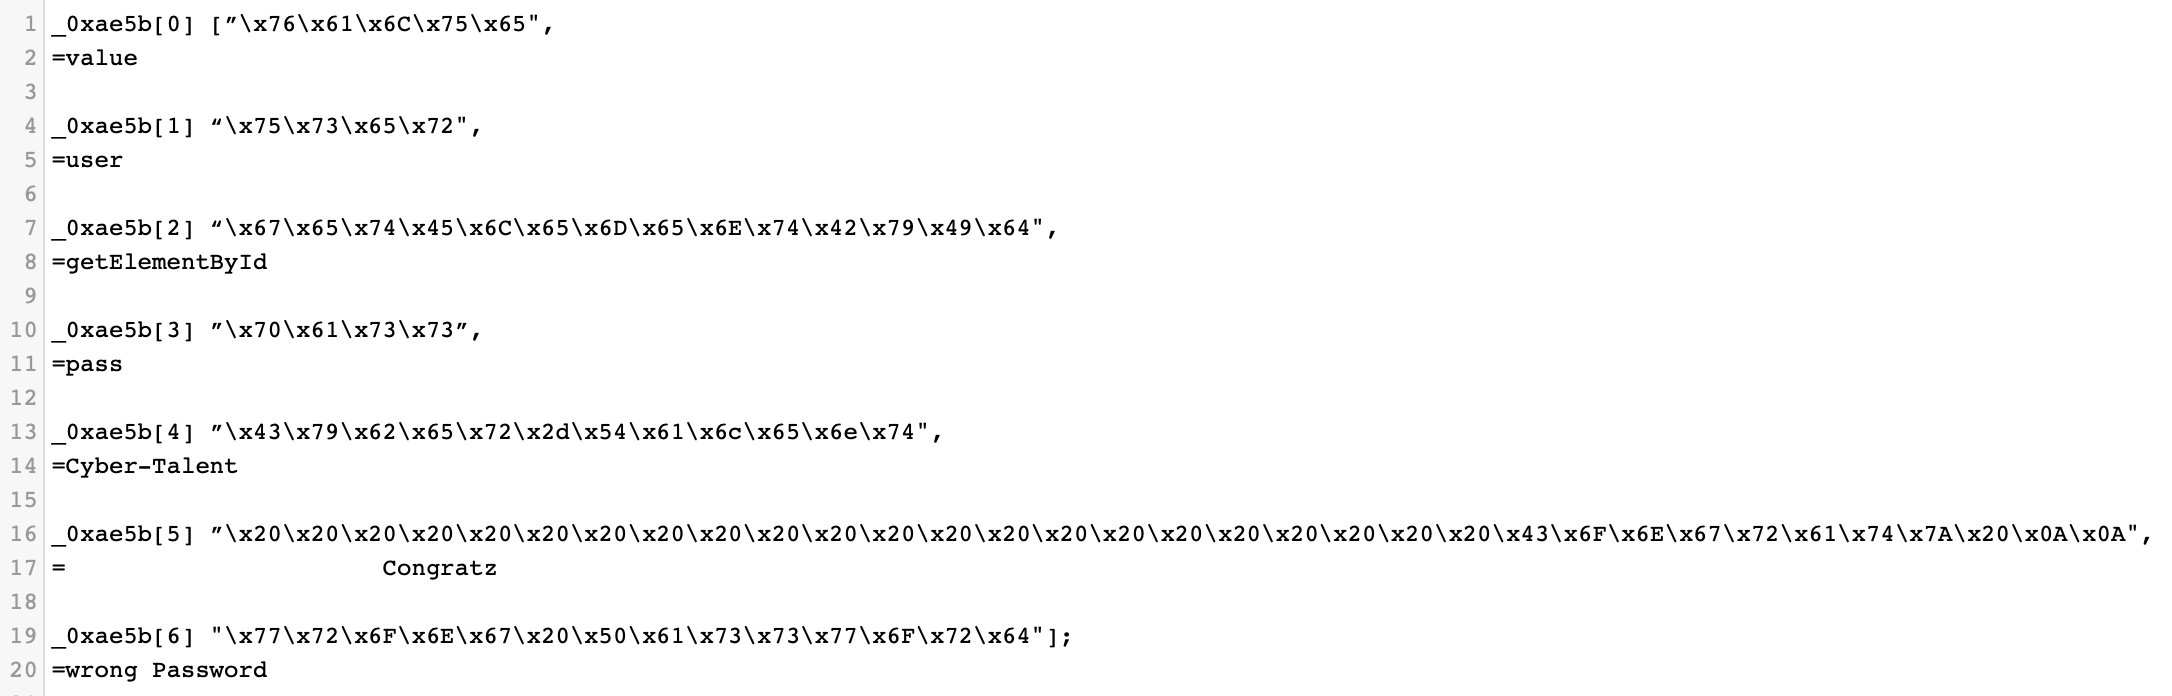 1 _0xae5b[0] [″\x76\x61\x6C\x75\x65",
2 =value
3
4 _0xae5b[1] “\x75\x73\x65\x72",
5 =user
6
7 _0xae5b[2] “\x67\x65\x74\x45\x6C\x65\x6D\x65\x6E\x74\x42\x79\x49\x64",
8 =getElementById
9
10 _0xae5b[3] ″\x70\x61\x73\x73″,
11 =pass
12
13 _0xae5b[4] ″\x43\x79\x62\x65\x72\x2d\x54\x61\x6c\x65\x6e\x74",
14 =Cyber-Talent
15
16 _0xae5b[5] ″\x20\x20\x20\x20\x20\x20\x20\x20\x20\x20\x20\x20\x20\x20\x20\x20\x20\x20\x20\x20\x20\x20\x43\x6F\x6E\x67\x72\x61\x74\x7A\x20\x0A\x0A",
17 =                      Congratz
18
19 _0xae5b[6] "\x77\x72\x6F\x6E\x67\x20\x50\x61\x73\x73\x77\x6F\x72\x64"];
20 =wrong Password